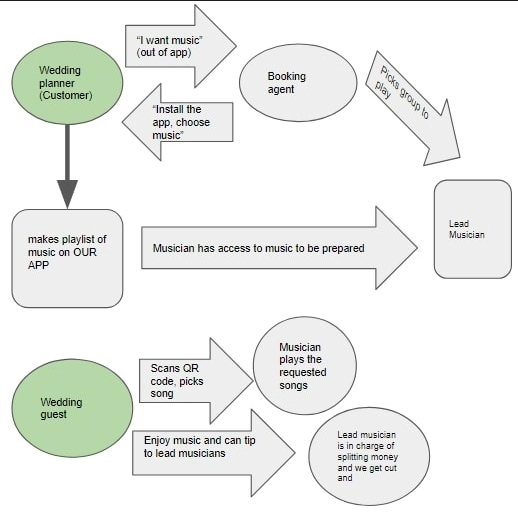 "I want music"
(out of app)
Wedding
planner
(Customer)
Booking
agent
Picks group to
play
"Install the
app, choose
music"
makes playlist of
music on OUR
APP
Musician has access to music to be prepared
Lead
Musician
Musician
plays the
requested
songs
Scans QR
code, picks
song
Wedding
guest
Enjoy music and can tip
to lead musicians
Lead musician
is in charge of
splitting money
and we get cut
and